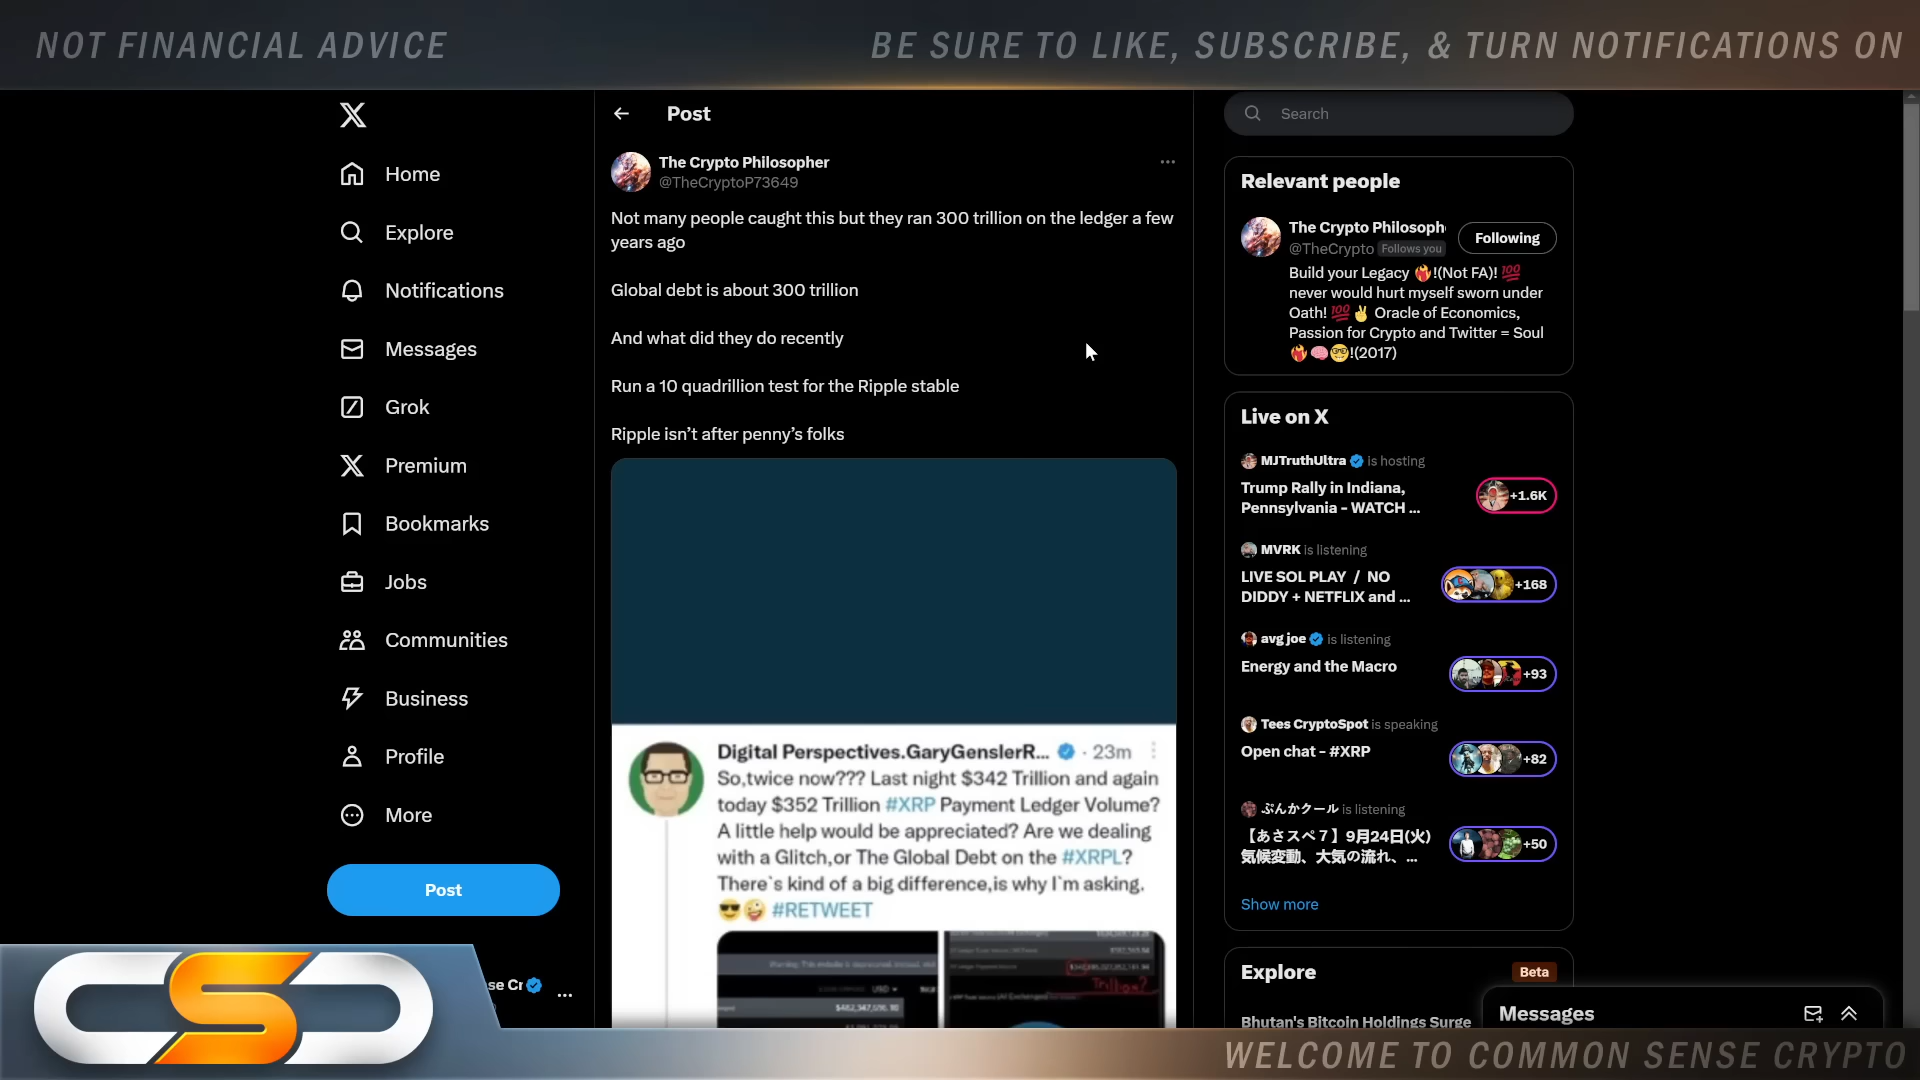 NOT FINANCIAL ADVICE
BE SURE TO LIKE, SUBSCRIBE, & TURN NOTIFICATIONS ON
Home
Explore
Notifications
Messages
Grok
Premium
Bookmarks
Jobs
Communities
Business
Profile
More
Post
se Cr
Post
The Crypto Philosopher
@TheCryptoP73649
Not many people caught this but they ran 300 trillion on the ledger a few
years ago
Global debt is about 300 trillion
And what did they do recently
Run a 10 quadrillion test for the Ripple stable
Ripple isn’t after penny’s folks
Digital Perspectives.GaryGenslerR... · 23m
So,twice now??? Last night $342 Trillion and again
today $352 Trillion #XRP Payment Ledger Volume?
A little help would be appreciated? Are we dealing
with a Glitch,or The Global Debt on the #XRPL?
There`s kind of a big difference,is why I`m asking.
😎🤪 #RETWEET
USD
Trillion?
Search
Relevant people
The Crypto Philosoph
Following
@TheCrypto Follows you
Build your Legacy ❤️‍🔥!(Not FA)! 💯
never would hurt myself sworn under
Oath! 💯✌️ Oracle of Economics,
Passion for Crypto and Twitter = Soul
❤️‍🔥🧠🤓!(2017)
Live on X
MJTruthUltra is hosting
Trump Rally in Indiana,
Pennsylvania - WATCH ...
+1.6K
MVRK is listening
LIVE SOL PLAY / NO
DIDDY + NETFLIX and ...
+168
avg joe is listening
Energy and the Macro
+93
Tees CryptoSpot is speaking
Open chat - #XRP
+82
ぷんかクール is listening
【あさスペ７】9月24日(火)
気候変動、大気の流れ、...
+50
Show more
Explore
Beta
Bhutan's Bitcoin Holdings Surge
Messages
CSC
WELCOME TO COMMON SENSE CRYPTO